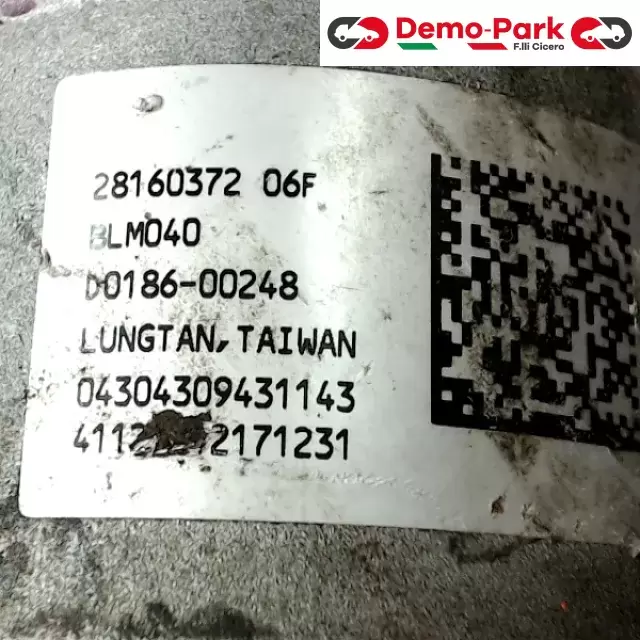 Demo-Park
F.lli Cicero
28160372 06F
BLM040
D0186-00248
LUNGTAN, TAIWAN
04304309431143